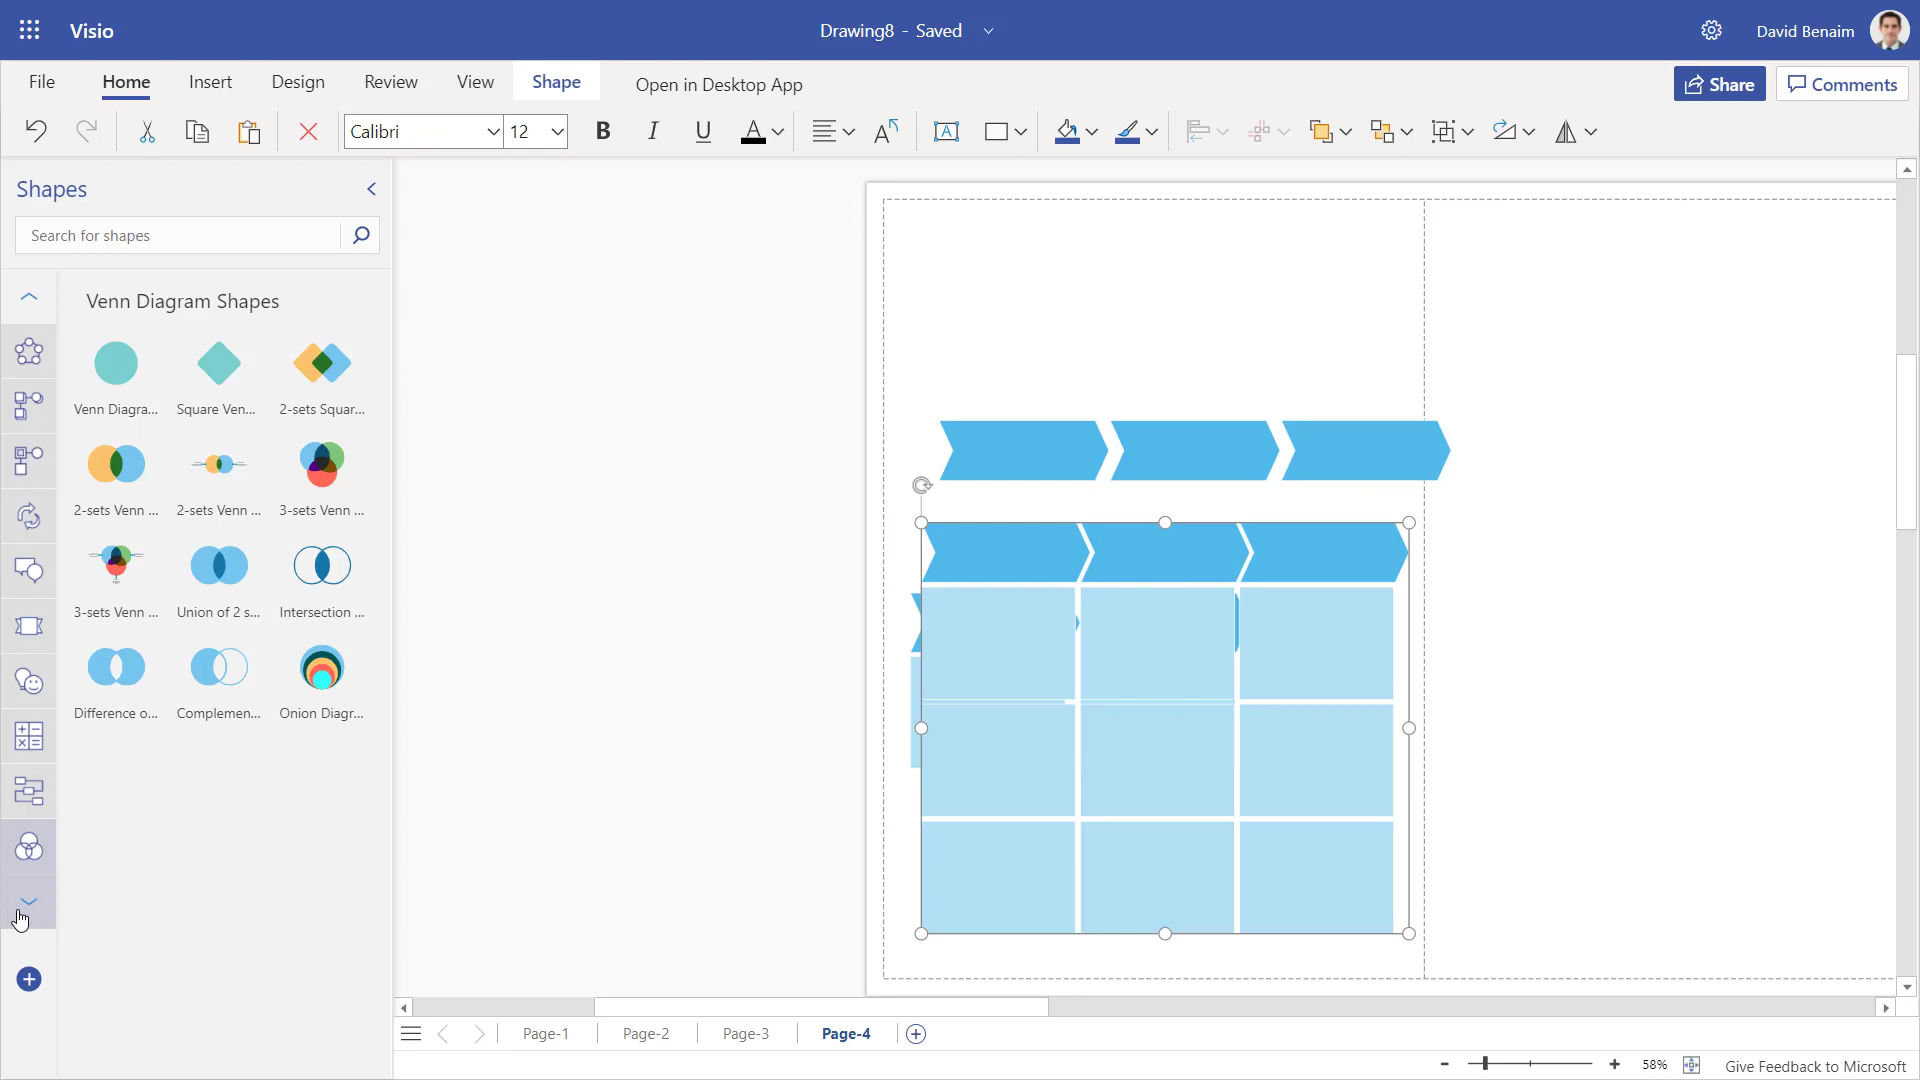 Visio
Drawing8 - Saved
David Benaim
File
Home
Insert
Design
Review
View
Shape
Open in Desktop App
Share
Comments
Calibri
12
B
I
U
A
A
A
Shapes
Search for shapes
Venn Diagram Shapes
Venn Diagra...
Square Ven...
2-sets Squar...
2-sets Venn ...
2-sets Venn ...
3-sets Venn ...
3-sets Venn ...
Union of 2 s...
Intersection ...
Difference o...
Complemen...
Onion Diagr...
Page-1
Page-2
Page-3
Page-4
58%
Give Feedback to Microsoft